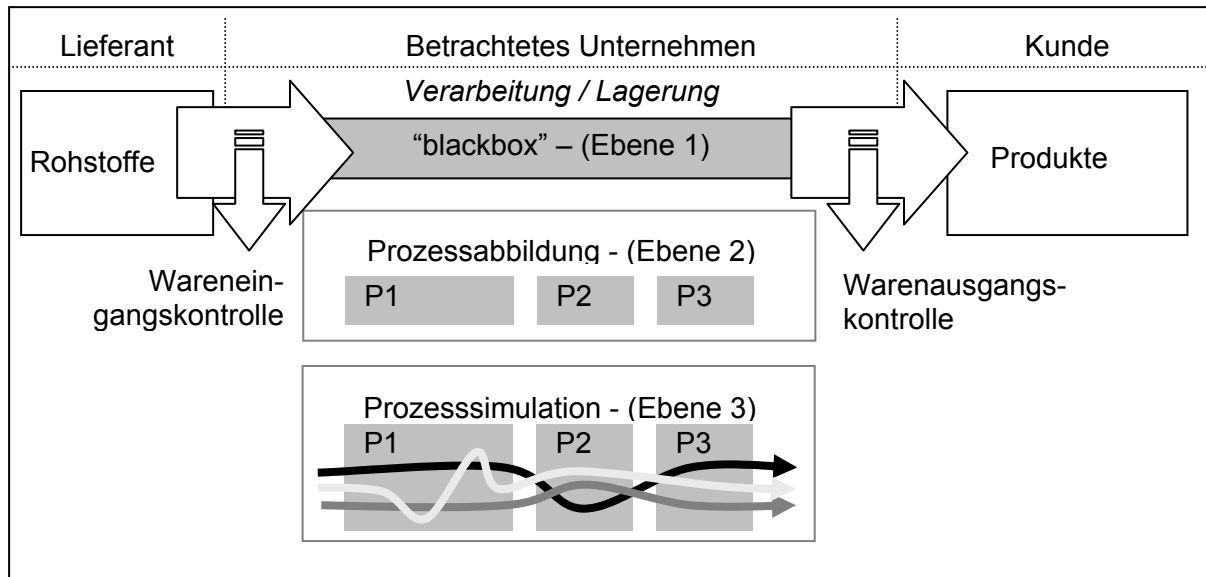 Lieferant
Betrachtetes Unternehmen
Kunde
Verarbeitung / Lagerung
Rohstoffe
“blackbox” – (Ebene 1)
Produkte
Prozessabbildung - (Ebene 2)
P1
P2
P3
Warenein-
gangskontrolle
Warenausgangs-
kontrolle
Prozesssimulation - (Ebene 3)
P1
P2
P3